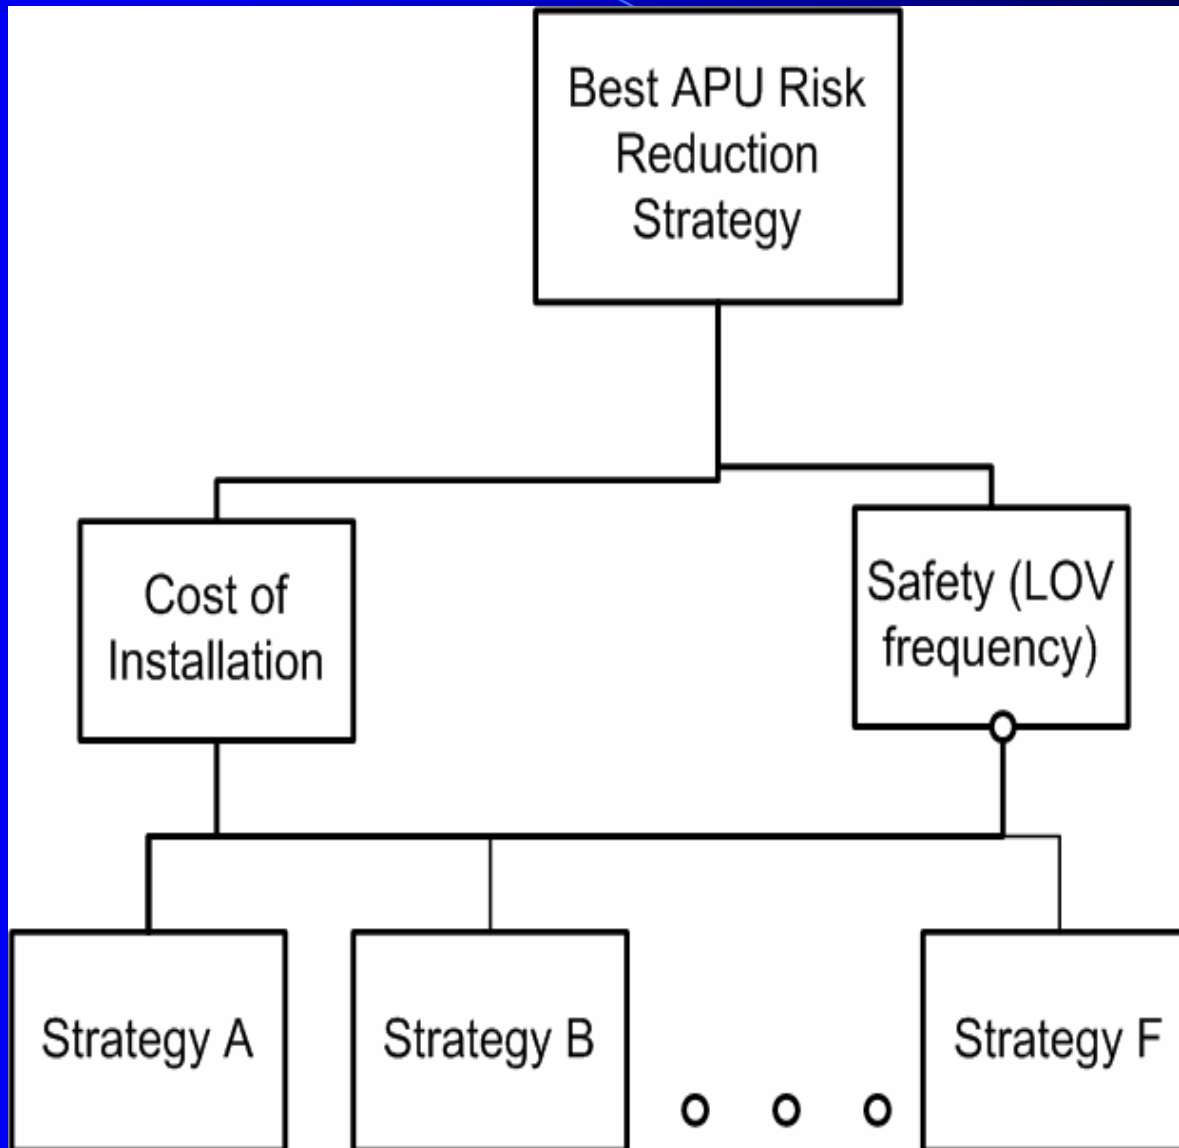 Best APU Risk
Reduction
Strategy
Cost of
Installation
Safety (LOV
frequency)
Strategy A
Strategy B
Strategy F